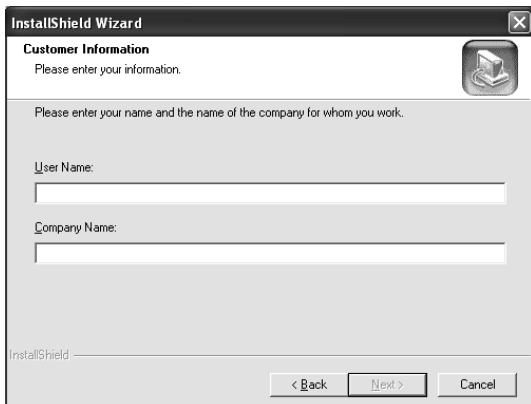 InstallShield Wizard
Customer Information
Please enter your information.
Please enter your name and the name of the company for whom you work.
User Name:
Company Name:
InstallShield
< Back Next > Cancel